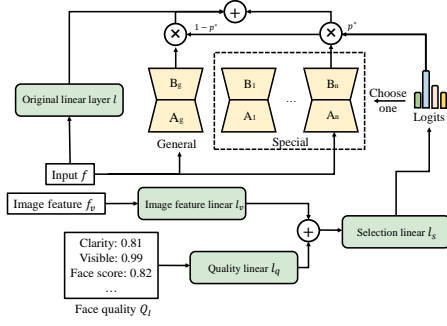 1 − p*
p*
Original linear layer l
B_g
A_g
General
B_1
A_1
...
B_n
A_n
Special
Choose
one
Logits
Input f
Image feature f_v
Image feature linear l_v
Selection linear l_s
Clarity: 0.81
Visible: 0.99
Face score: 0.82
...
Quality linear l_q
Face quality Q_I